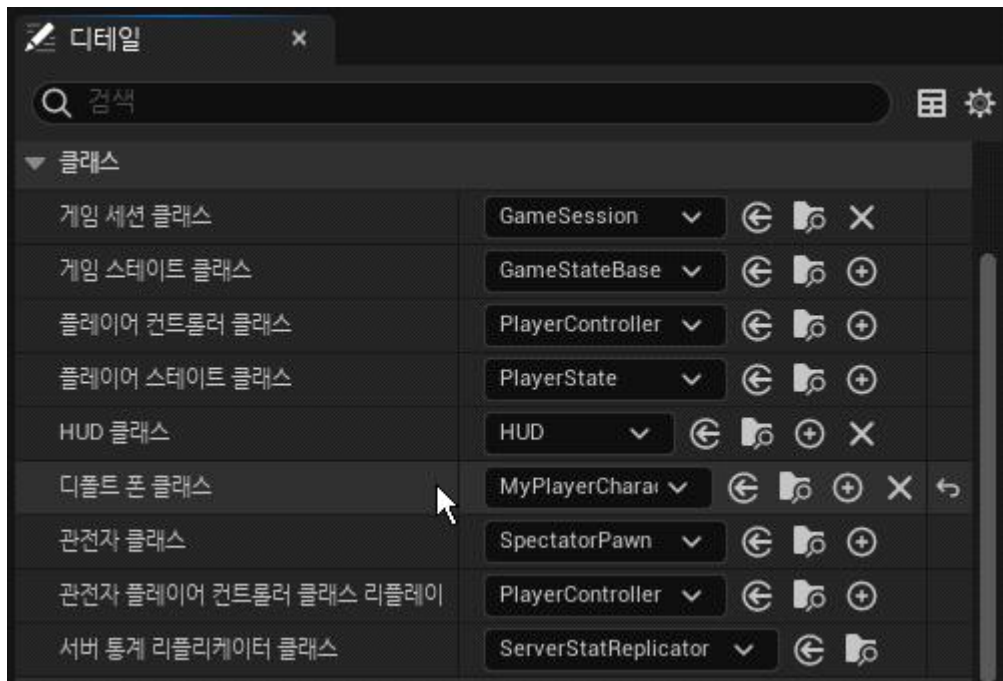 디테일
검색
클래스
게임 세션 클래스 GameSession
게임 스테이트 클래스 GameStateBase
플레이어 컨트롤러 클래스 PlayerController
플레이어 스테이트 클래스 PlayerState
HUD 클래스 HUD
디폴트 폰 클래스 MyPlayerChara
관전자 클래스 SpectatorPawn
관전자 플레이어 컨트롤러 클래스 리플레이 PlayerController
서버 통계 리플리케이터 클래스 ServerStatReplicator